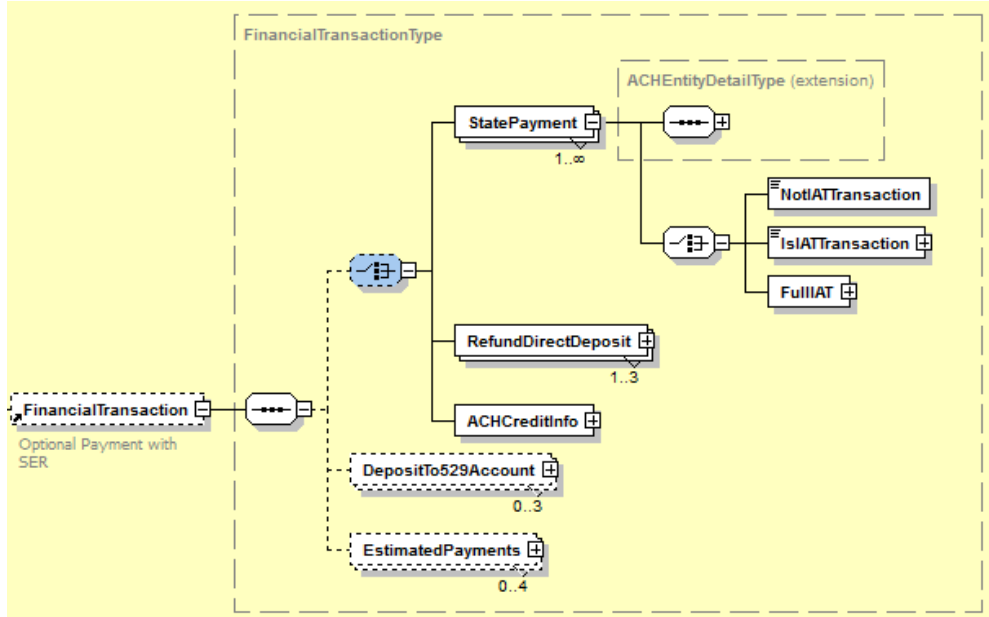 FinancialTransactionType
ACHEntityDetailType (extension)
StatePayment
1..∞
NotIATTransaction
IsIATTransaction
FullIAT
RefundDirectDeposit
1..3
FinancialTransaction
Optional Payment with
SER
ACHCreditInfo
DepositTo529Account
0..3
EstimatedPayments
0..4